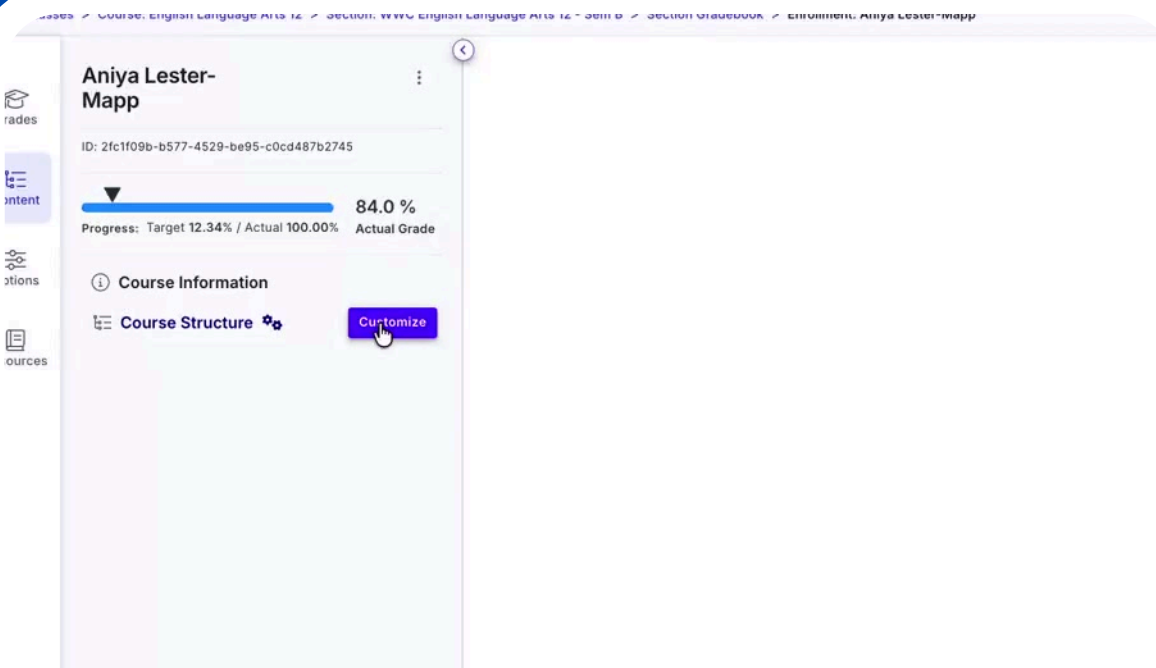 > Course: English Language Arts 12 > Section: WWC English Language Arts 12 - Sem B > Section Gradebook > Enrollment: Aniya Lester-Mapp
Aniya Lester-
Mapp
rades
ID: 2fc1f09b-b577-4529-be95-c0cd487b2745
ontent
84.0 %
Progress: Target 12.34% / Actual 100.00% Actual Grade
Course Information
Course Structure Customize